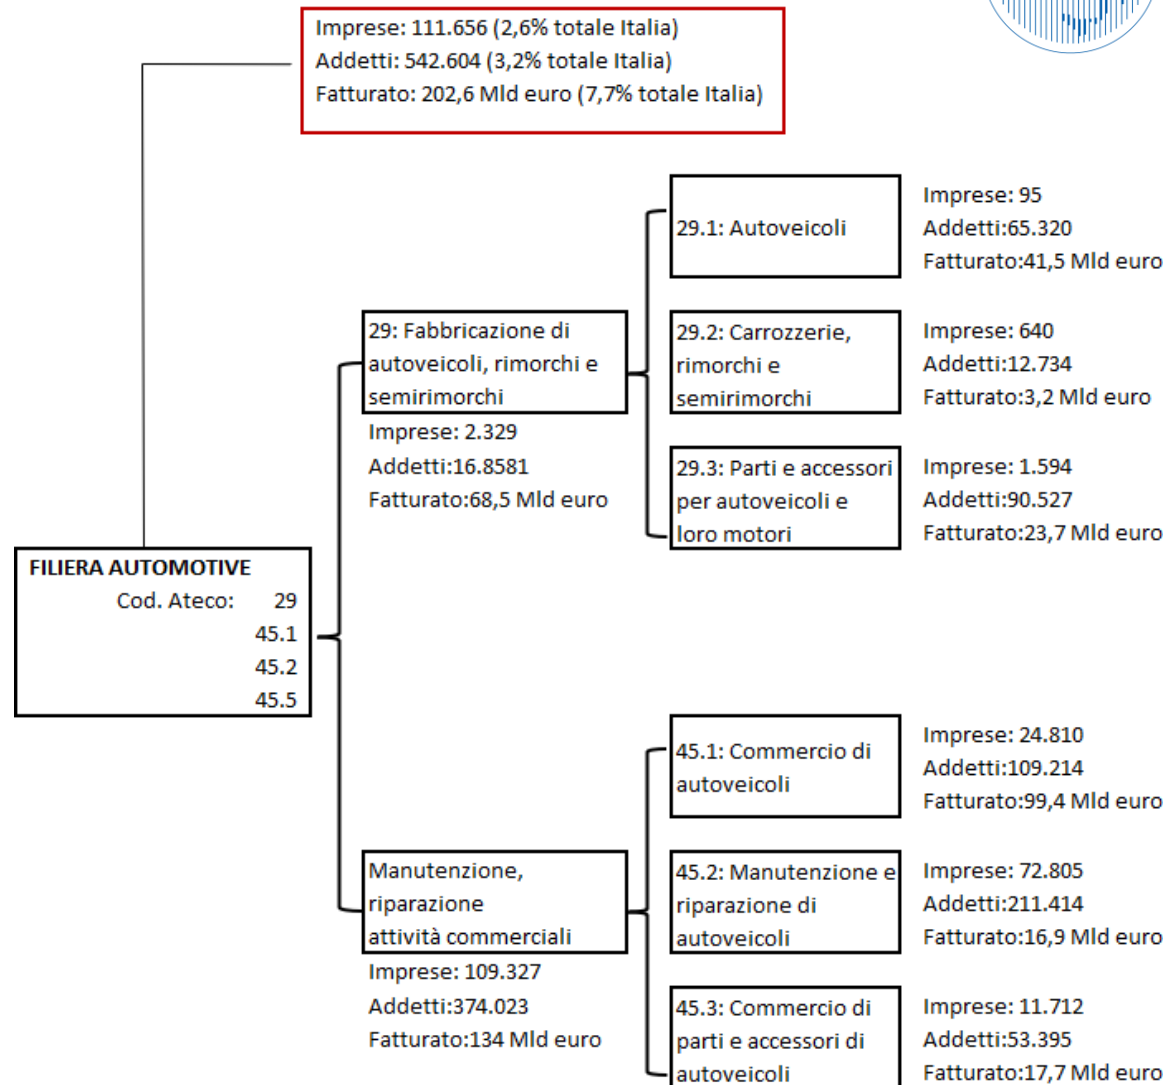 Imprese: 111.656 (2,6% totale Italia)
Addetti: 542.604 (3,2% totale Italia)
Fatturato: 202,6 Mld euro (7,7% totale Italia)
FILIERA AUTOMOTIVE
Cod. Ateco: 29
45.1
45.2
45.5
29: Fabbricazione di
autoveicoli, rimorchi e
semirimorchi
Imprese: 2.329
Addetti:16.8581
Fatturato:68,5 Mld euro
29.1: Autoveicoli
Imprese: 95
Addetti:65.320
Fatturato:41,5 Mld euro
29.2: Carrozzerie,
rimorchi e
semirimorchi
Imprese: 640
Addetti:12.734
Fatturato:3,2 Mld euro
29.3: Parti e accessori
per autoveicoli e
loro motori
Imprese: 1.594
Addetti:90.527
Fatturato:23,7 Mld euro
Manutenzione,
riparazione
attività commerciali
Imprese: 109.327
Addetti:374.023
Fatturato:134 Mld euro
45.1: Commercio di
autoveicoli
Imprese: 24.810
Addetti:109.214
Fatturato:99,4 Mld euro
45.2: Manutenzione e
riparazione di
autoveicoli
Imprese: 72.805
Addetti:211.414
Fatturato:16,9 Mld euro
45.3: Commercio di
parti e accessori di
autoveicoli
Imprese: 11.712
Addetti:53.395
Fatturato:17,7 Mld euro